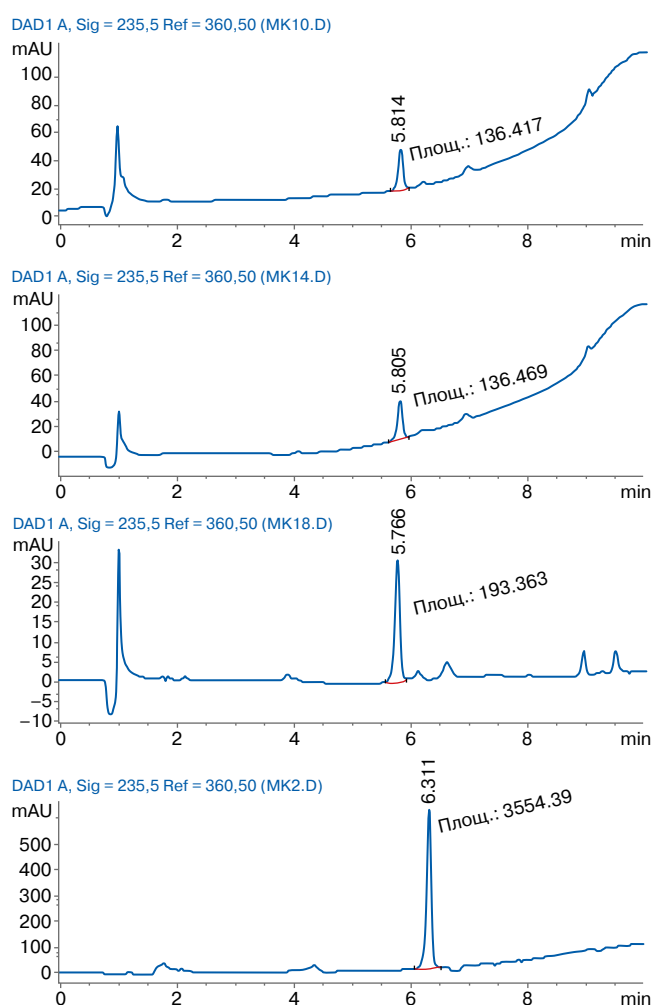 DAD1 A, Sig = 235,5 Ref = 360,50 (MK10.D)
mAU
100
80
60
40
20
0
5.814
Площ.: 136.417
0 2 4 6 8 min
DAD1 A, Sig = 235,5 Ref = 360,50 (MK14.D)
mAU
100
80
60
40
20
0
5.805
Площ.: 136.469
0 2 4 6 8 min
DAD1 A, Sig = 235,5 Ref = 360,50 (MK18.D)
mAU
30
25
20
15
10
5
0
−5
−10
5.766
Площ.: 193.363
0 2 4 6 8 min
DAD1 A, Sig = 235,5 Ref = 360,50 (MK2.D)
mAU
500
400
300
200
100
0
6.311
Площ.: 3554.39
0 2 4 6 8 min